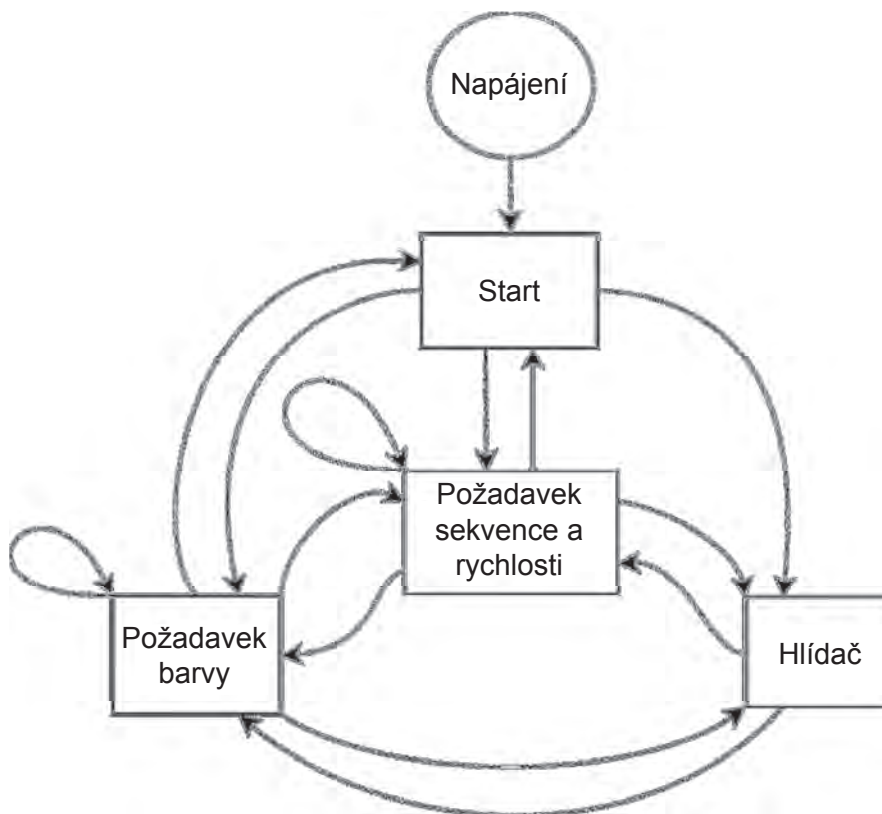 Napájení
Start
Požadavek
sekvence a
rychlosti
Požadavek
barvy
Hlídač